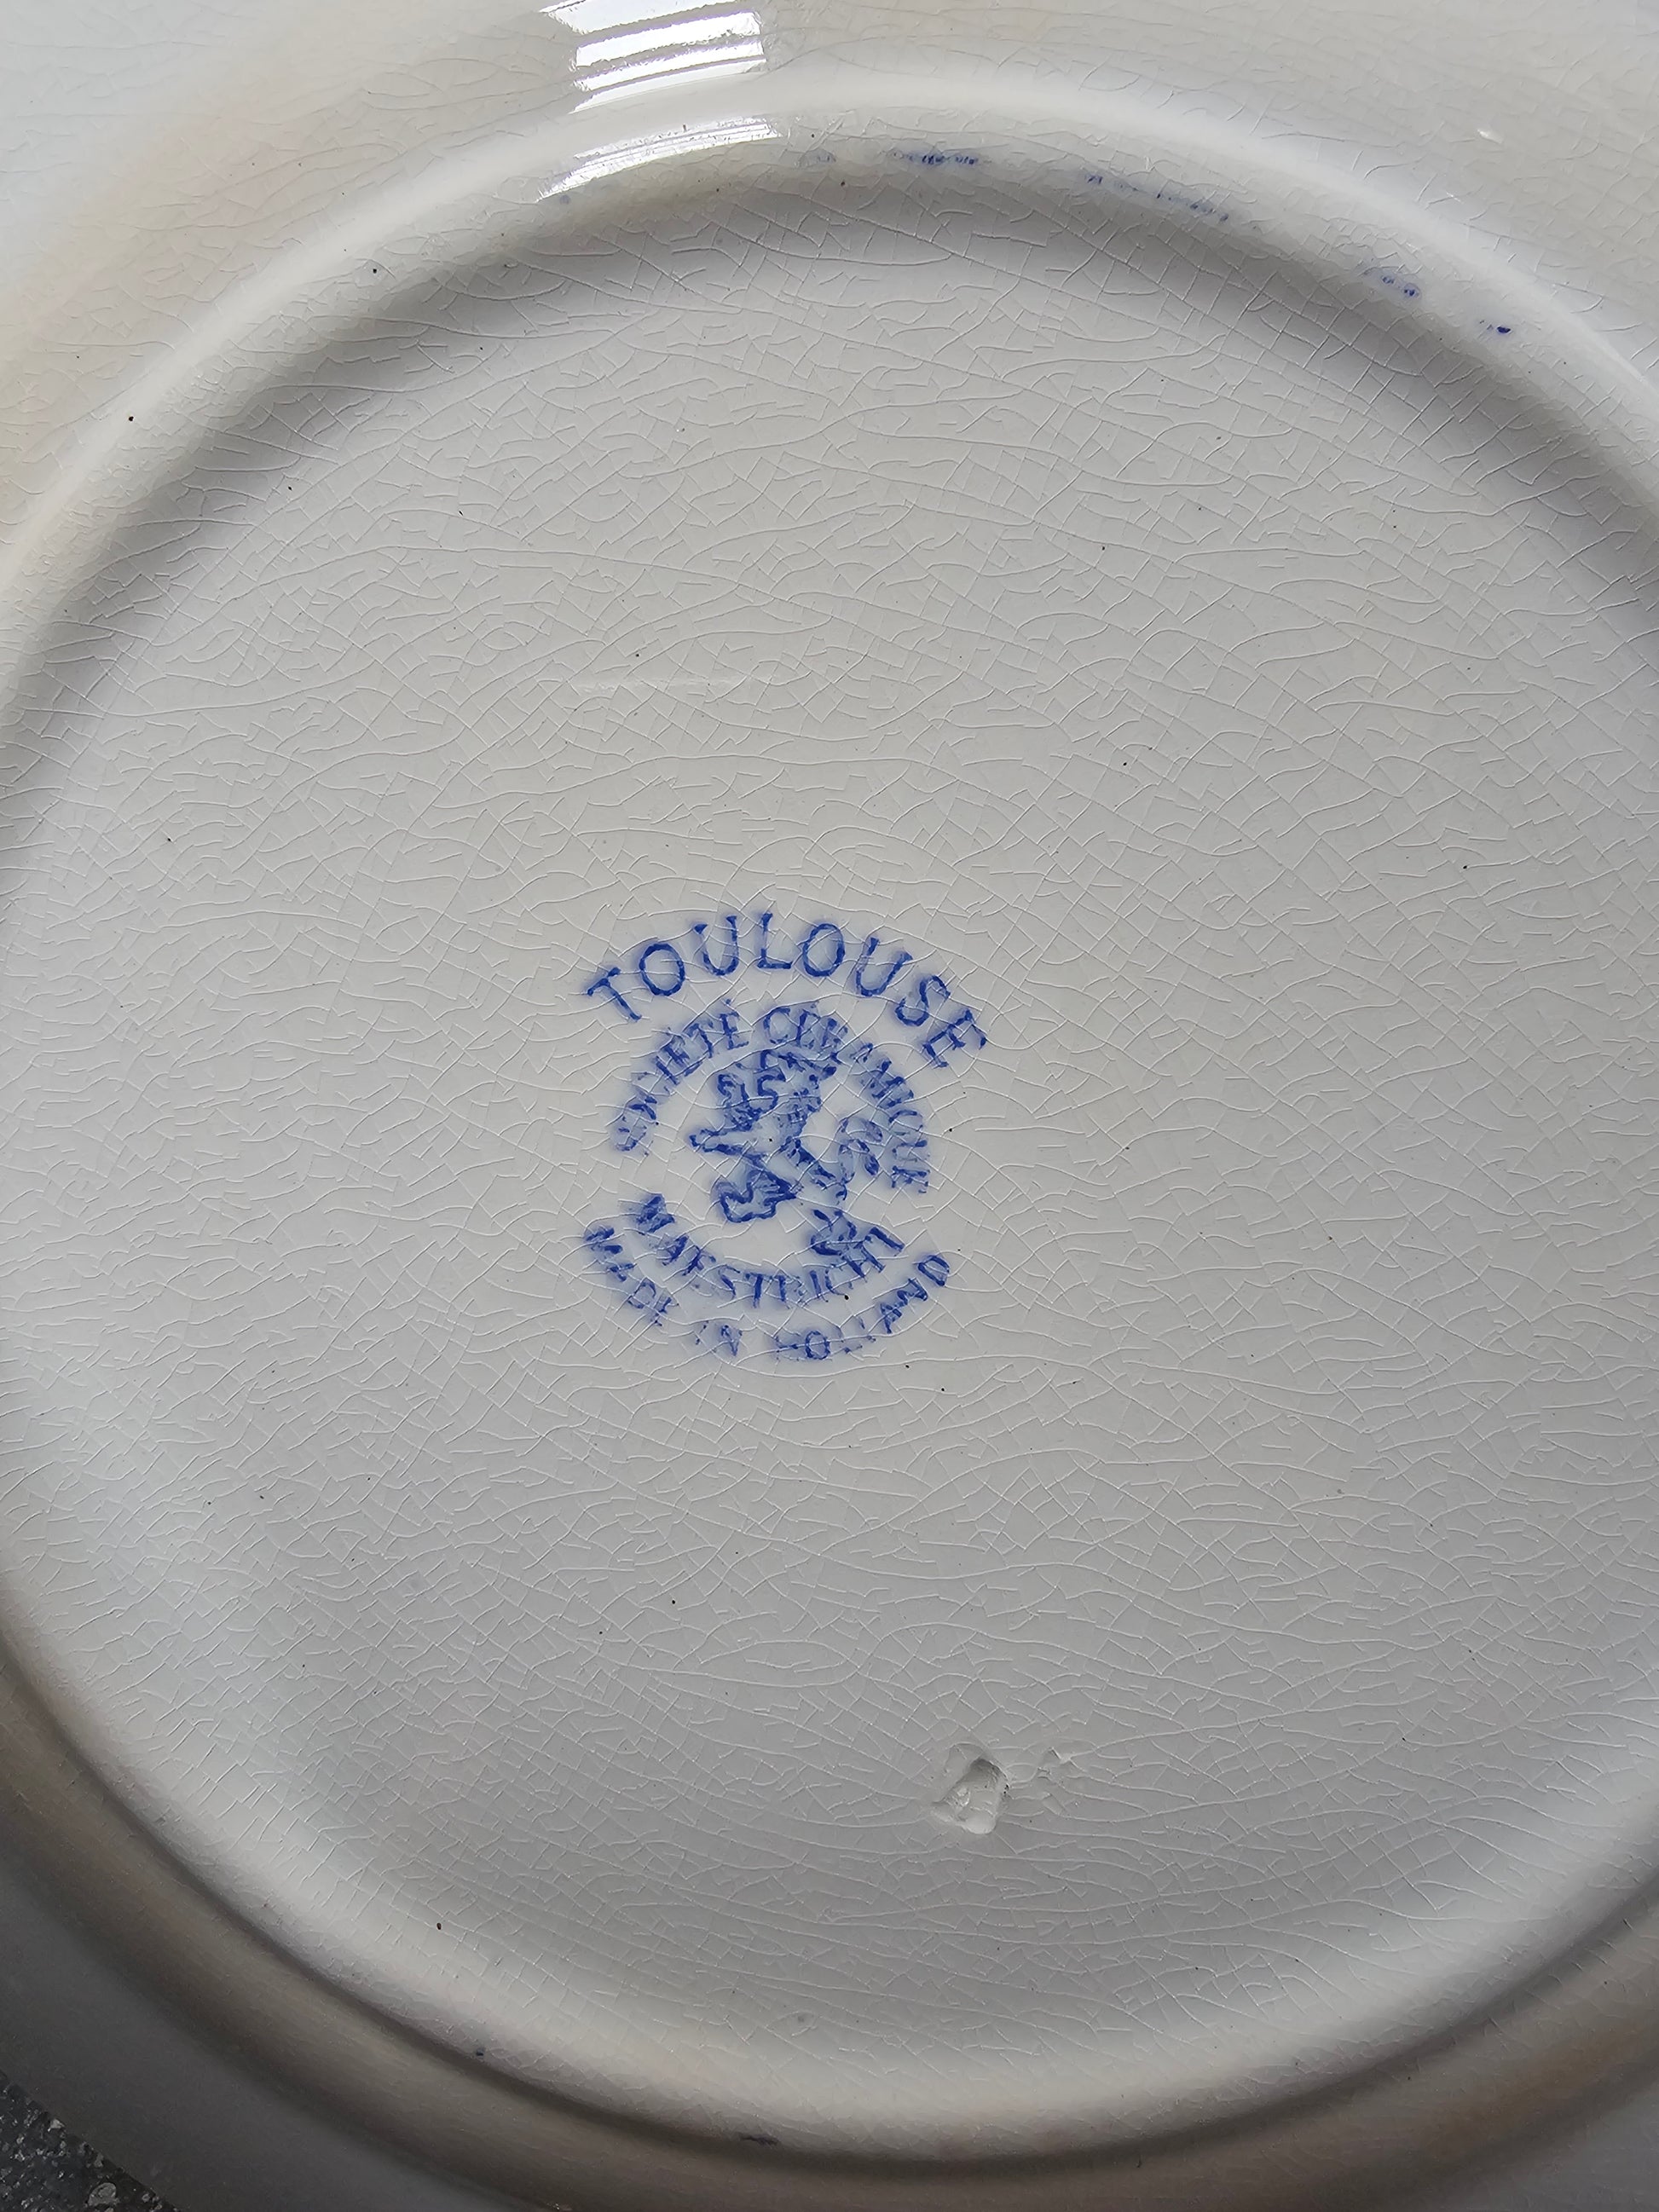 TOULOUSE
SOCIÉTÉ CÉRAMIQUE
MAESTRICHT
MADE IN HOLLAND